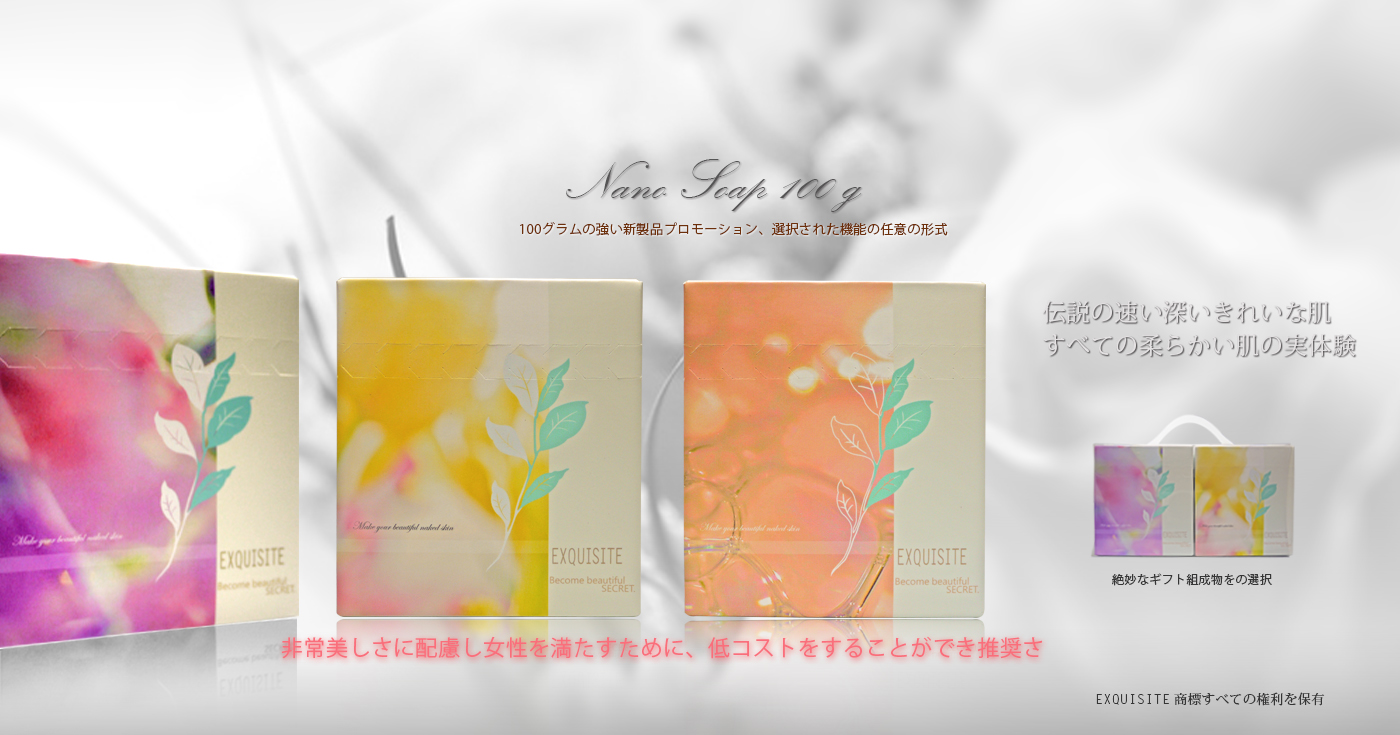 Nano Soap 100 g
100グラムの強い新製品プロモーション、選択された機能の任意の形式
伝説の速い深いきれいな肌
すべての柔らかい肌の実体験
Make your beautiful naked skin
EXQUISITE
Become beautiful
SECRET.
Make your beautiful naked skin
EXQUISITE
Become beautiful
SECRET.
Make your beautiful naked skin
EXQUISITE
Become beautiful
SECRET.
絶妙なギフト組成物をの選択
非常美しさに配慮し女性を満たすために、低コストをすることができ推奨さ
EXQUISITE 商標すべての権利を保有